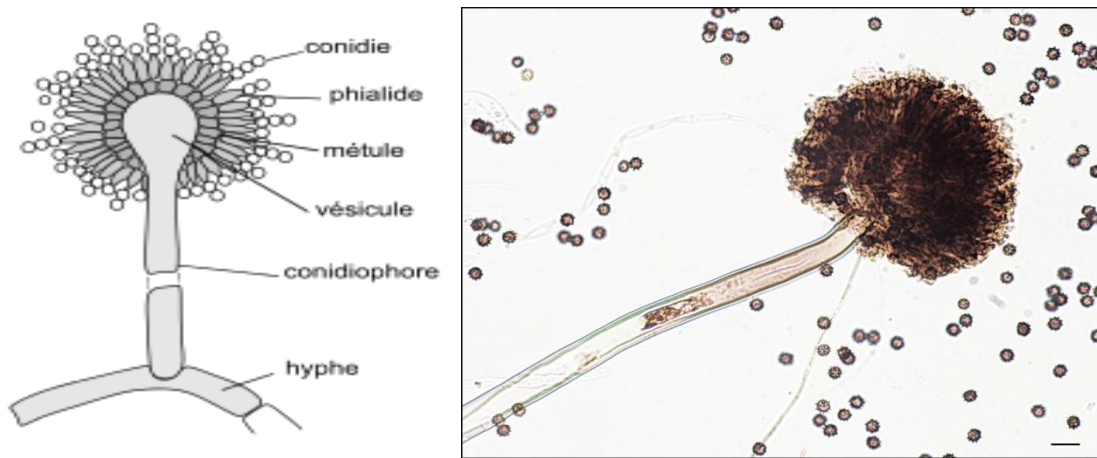 conidie
phialide
métule
vésicule
conidiophore
hyphe